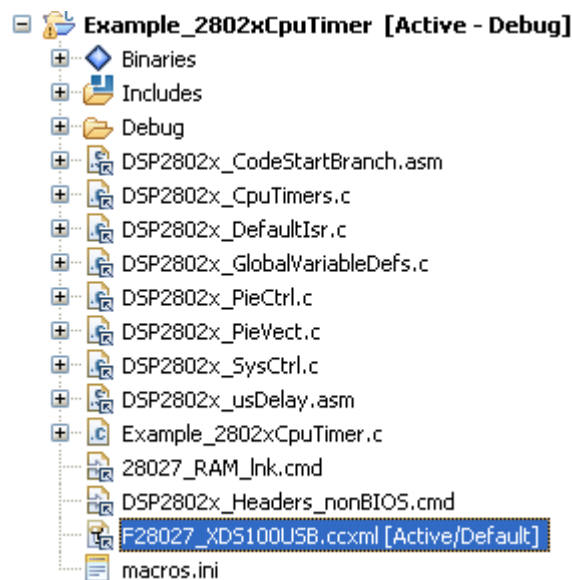 Example_2802xCpuTimer [Active - Debug]
Binaries
Includes
Debug
DSP2802x_CodeStartBranch.asm
DSP2802x_CpuTimers.c
DSP2802x_DefaultIsr.c
DSP2802x_GlobalVariableDefs.c
DSP2802x_PieCtrl.c
DSP2802x_PieVect.c
DSP2802x_SysCtrl.c
DSP2802x_usDelay.asm
Example_2802xCpuTimer.c
28027_RAM_lnk.cmd
DSP2802x_Headers_nonBIOS.cmd
F28027_XDS100USB.ccxml [Active/Default]
macros.ini